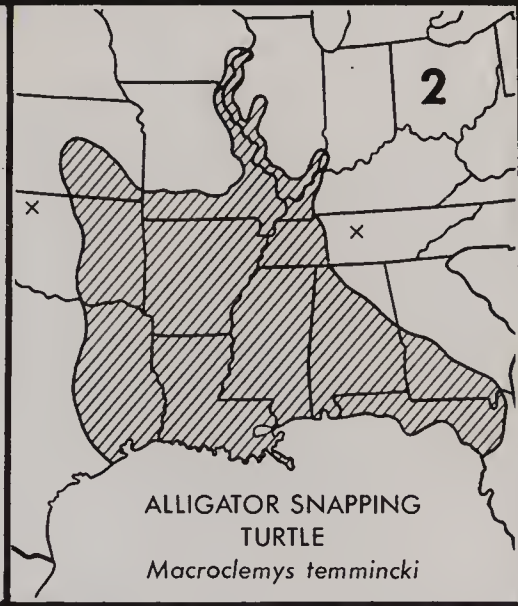 2
×
×
ALLIGATOR SNAPPING
TURTLE
Macroclemys temmincki